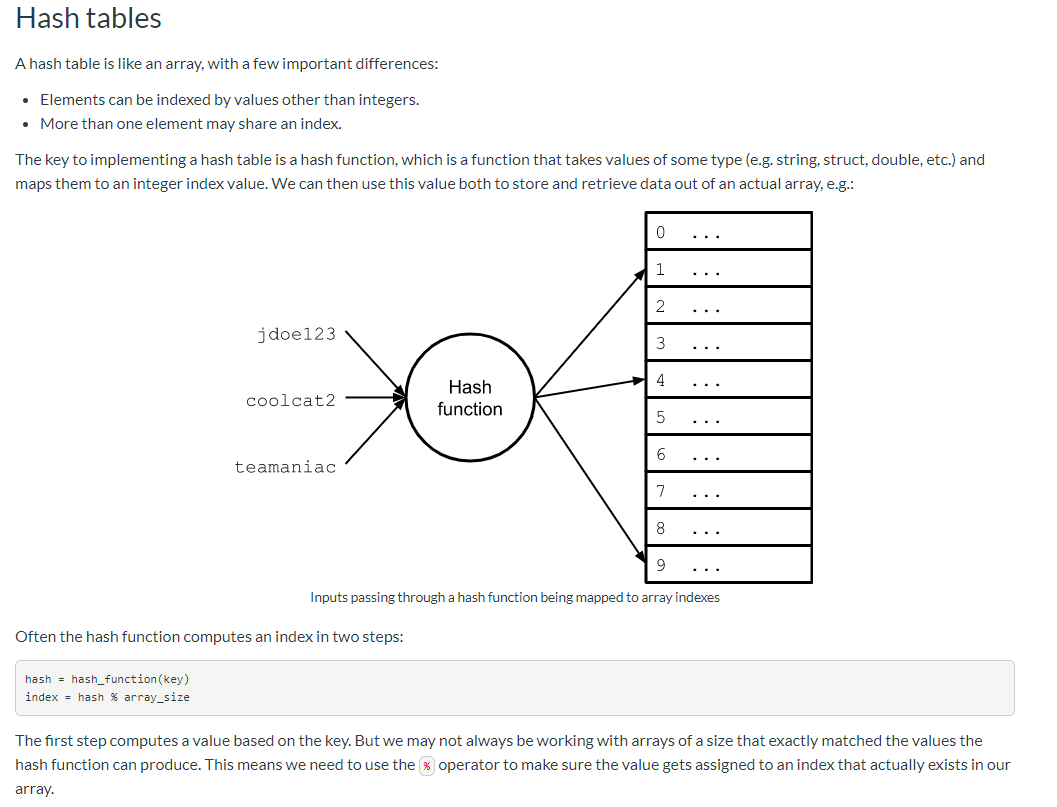 Hash tables
A hash table is like an array, with a few important differences:
• Elements can be indexed by values other than integers.
• More than one element may share an index.
The key to implementing a hash table is a hash function, which is a function that takes values of some type (e.g. string, struct, double, etc.) and
maps them to an integer index value. We can then use this value both to store and retrieve data out of an actual array, e.g.:
jdoe123
coolcat2
teamaniac
Hash
function
0 ...
1 ...
2 ...
3 ...
4 ...
5 ...
6 ...
7 ...
8 ...
9 ...
Inputs passing through a hash function being mapped to array indexes
Often the hash function computes an index in two steps:
hash = hash_function(key)
index = hash % array_size
The first step computes a value based on the key. But we may not always be working with arrays of a size that exactly matched the values the
hash function can produce. This means we need to use the % operator to make sure the value gets assigned to an index that actually exists in our
array.